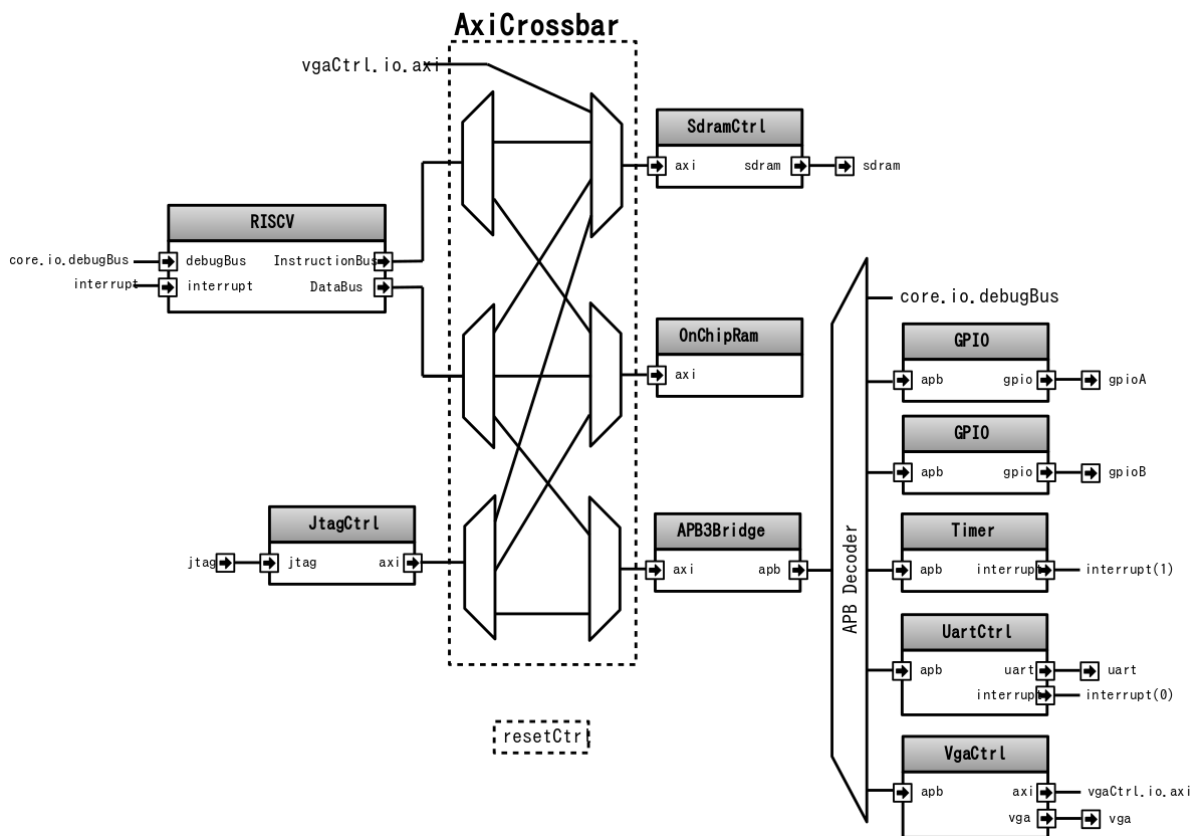 AxiCrossbar
vgaCtrl.io.axi
SdramCtrl
axi sdram
sdram
RISCV
core.io.debugBus
debugBus InstructionBus
interrupt
interrupt DataBus
core.io.debugBus
OnChipRam
axi
GPIO
apb gpio
gpioA
GPIO
apb gpio
gpioB
JtagCtrl
jtag
jtag axi
APB3Bridge
axi apb
APB Decoder
Timer
apb interrupt
interrupt(1)
UartCtrl
apb uart
uart
interrupt
interrupt(0)
resetCtrl
VgaCtrl
apb axi
vgaCtrl.io.axi
vga
vga